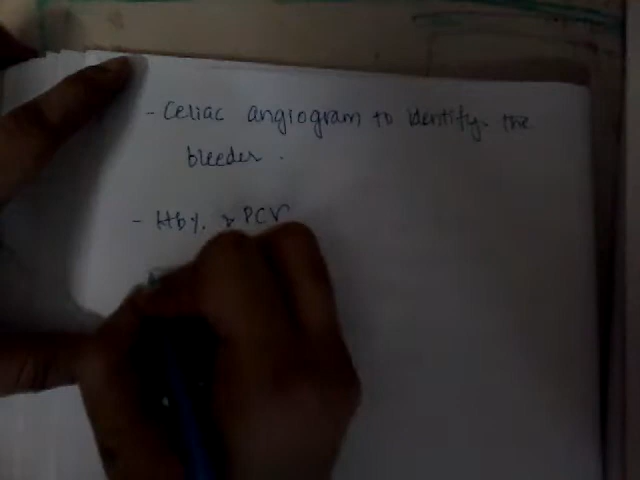 - Celiac angiogram to identify. the
bleeder.
- Hb%. & PCV